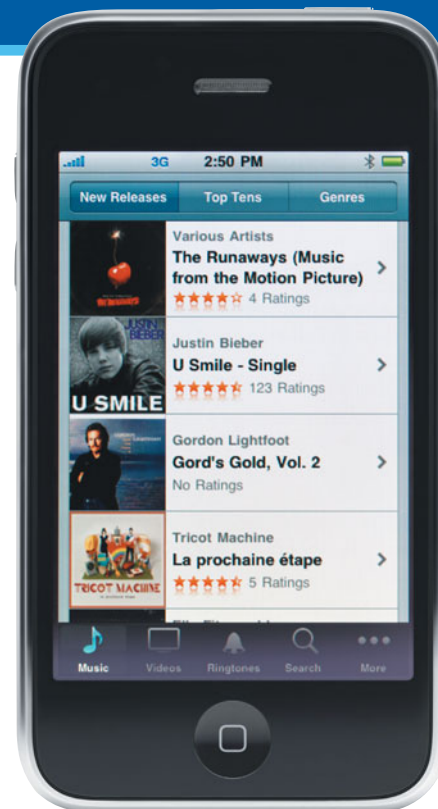 3G 2:50 PM
New Releases Top Tens Genres
Various Artists
The Runaways (Music
from the Motion Picture)
4 Ratings
JUSTIN
BIEBER
U SMILE
Justin Bieber
U Smile - Single
123 Ratings
Gordon Lightfoot
Gord's Gold, Vol. 2
No Ratings
TRICOT MACHINE
Tricot Machine
La prochaine étape
5 Ratings
Music Videos Ringtones Search More